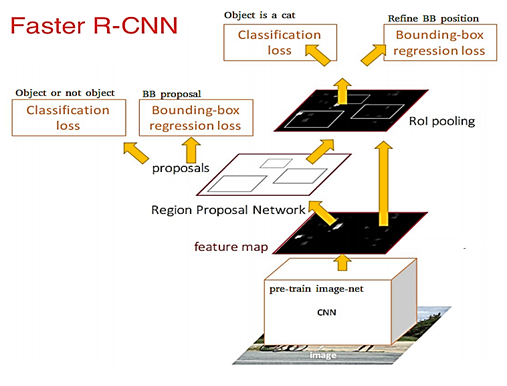 Faster R-CNN
Object is a cat
Classification
loss
Refine BB position
Bounding-box
regression loss
Object or not object
Classification
loss
BB proposal
Bounding-box
regression loss
RoI pooling
proposals
Region Proposal Network
feature map
pre-train image-net
CNN
image